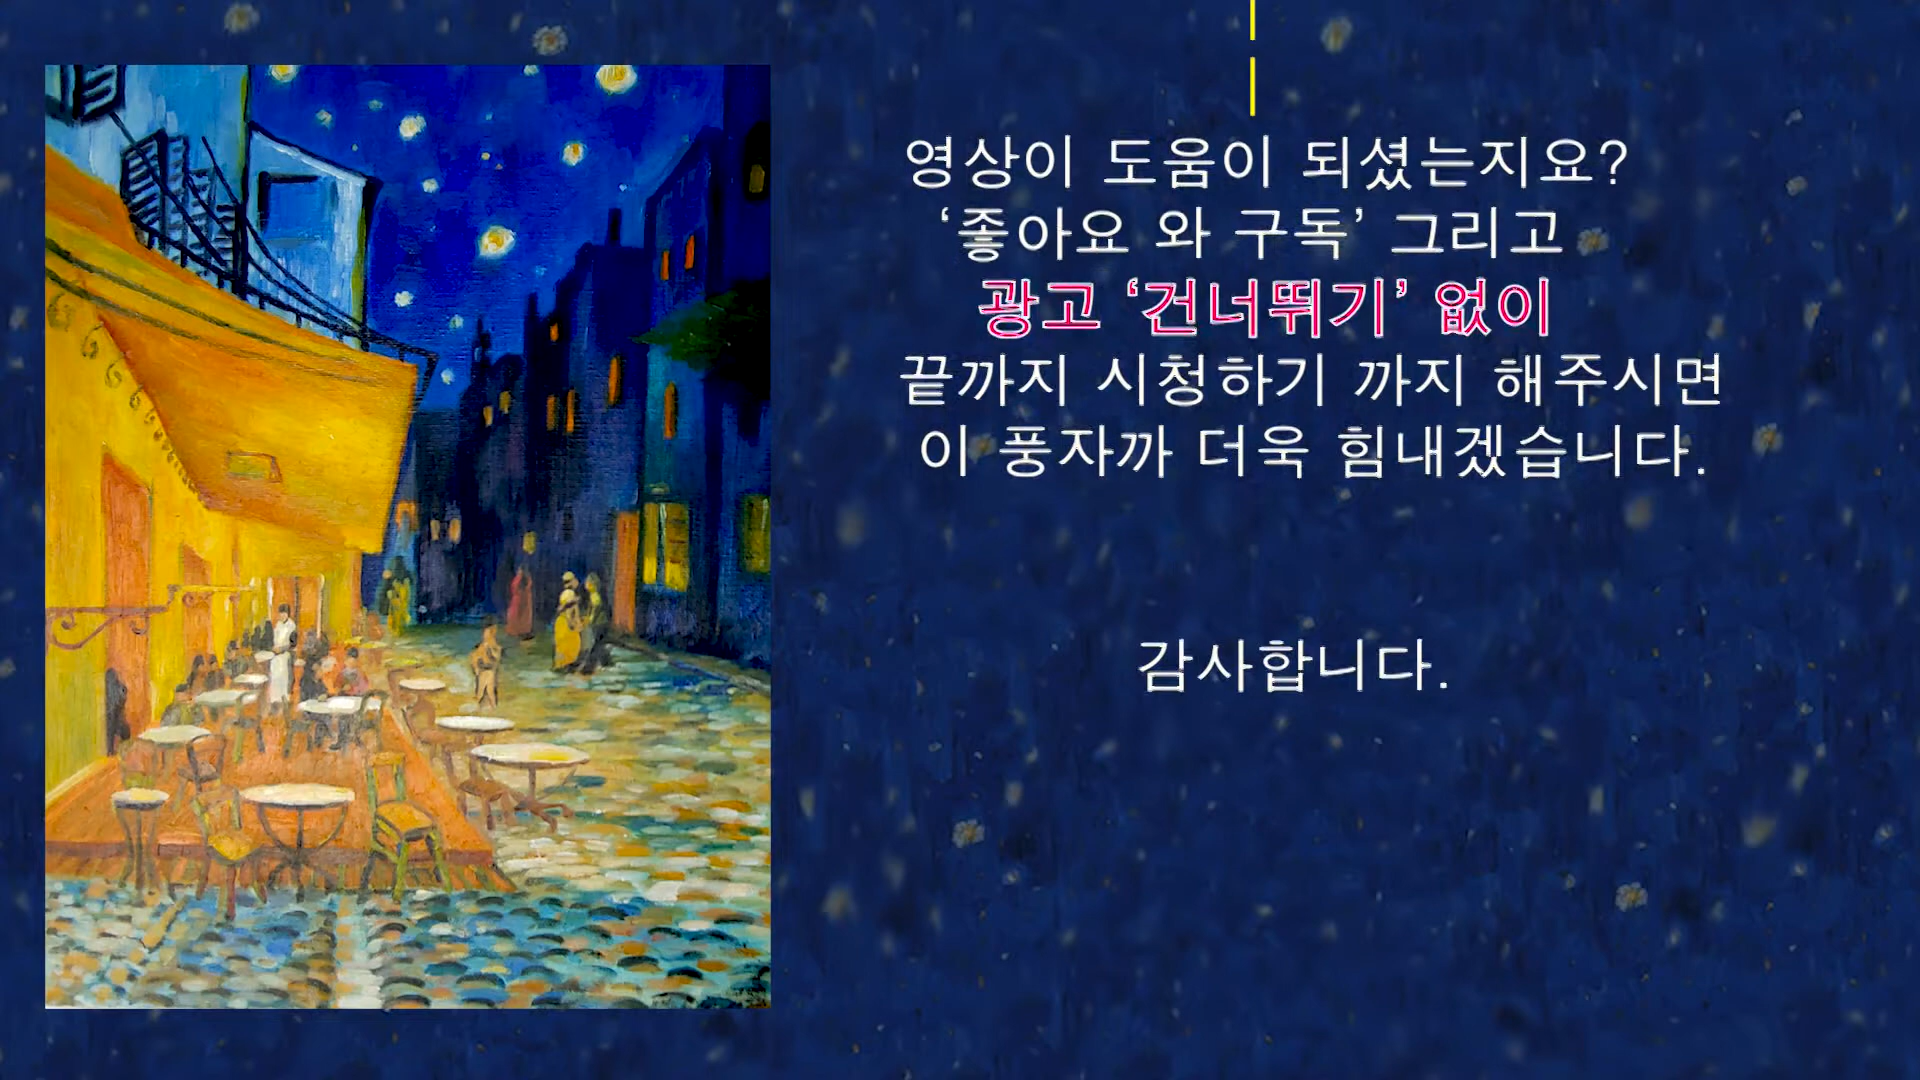 영상이 도움이 되셨는지요?
‘좋아요 와 구독’ 그리고
광고 ‘건너뛰기’ 없이
끝까지 시청하기 까지 해주시면
이 풍자까 더욱 힘내겠습니다.
감사합니다.